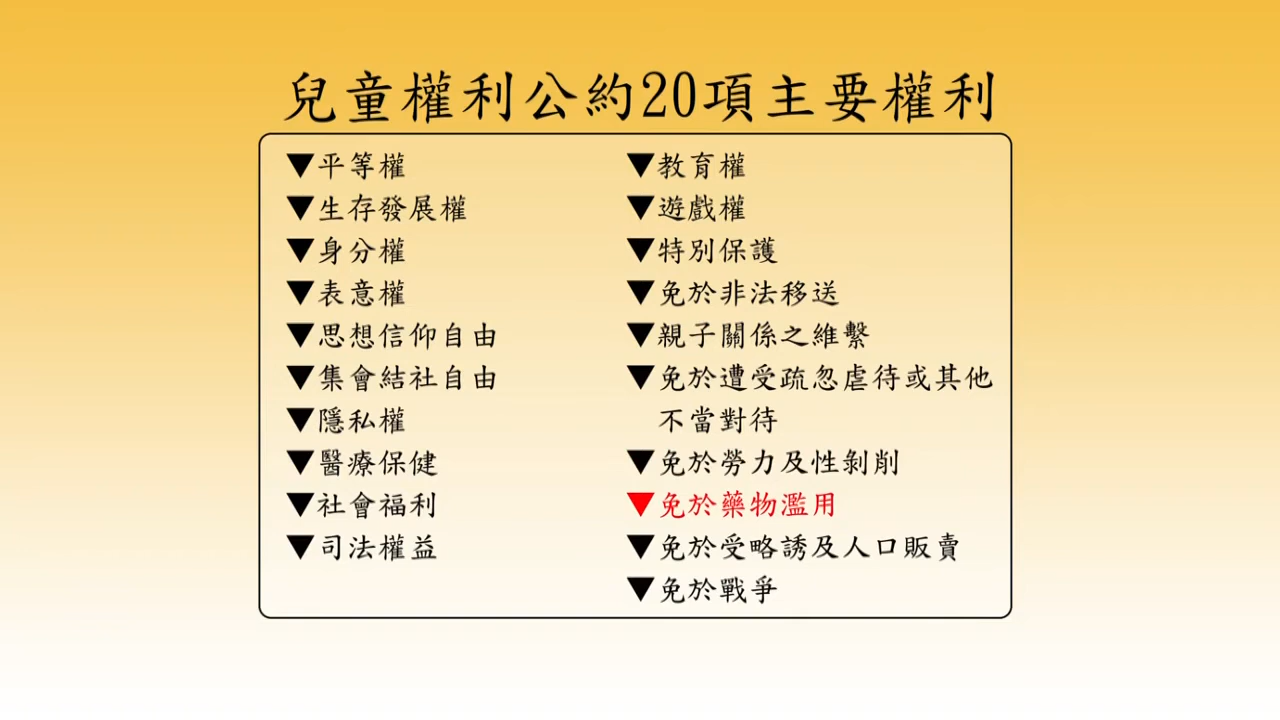 兒童權利公約20項主要權利
▼平等權
▼生存發展權
▼身分權
▼表意權
▼思想信仰自由
▼集會結社自由
▼隱私權
▼醫療保健
▼社會福利
▼司法權益
▼教育權
▼遊戲權
▼特別保護
▼免於非法移送
▼親子關係之維繫
▼免於遭受疏忽虐待或其他
不當對待
▼免於勞力及性剝削
▼免於藥物濫用
▼免於受略誘及人口販賣
▼免於戰爭